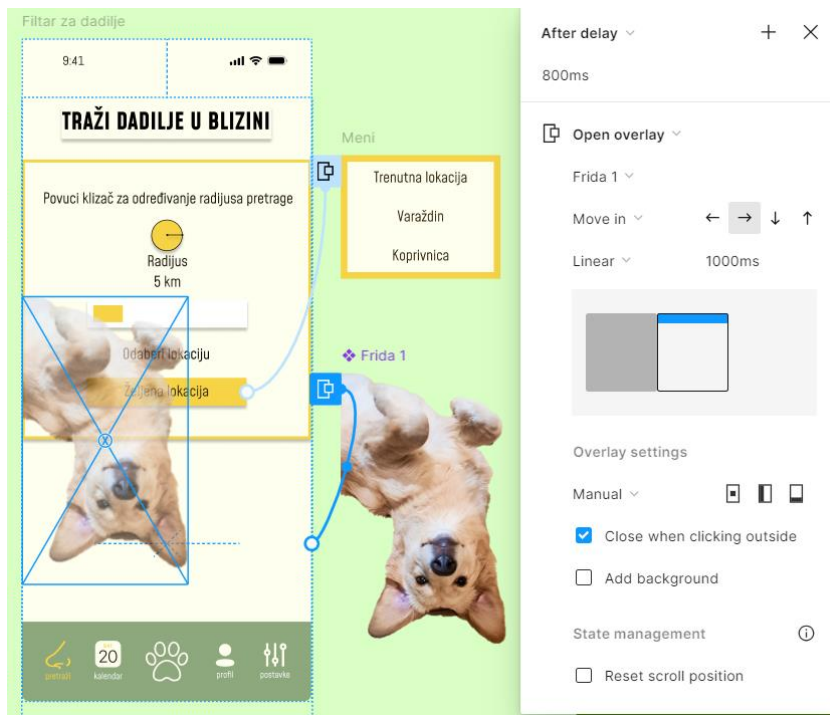 Filtar za dadilje
9:41
TRAŽI DADILJE U BLIZINI
Povuci klizač za određivanje radijusa pretrage
Radijus
5 km
Odaberi lokaciju
Željena lokacija
pretraži
20
kalendar
profil
postavke
Meni
Trenutna lokacija
Varaždin
Koprivnica
Frida 1
After delay
800ms
Open overlay
Frida 1
Move in
Linear
1000ms
Overlay settings
Manual
Close when clicking outside
Add background
State management
Reset scroll position